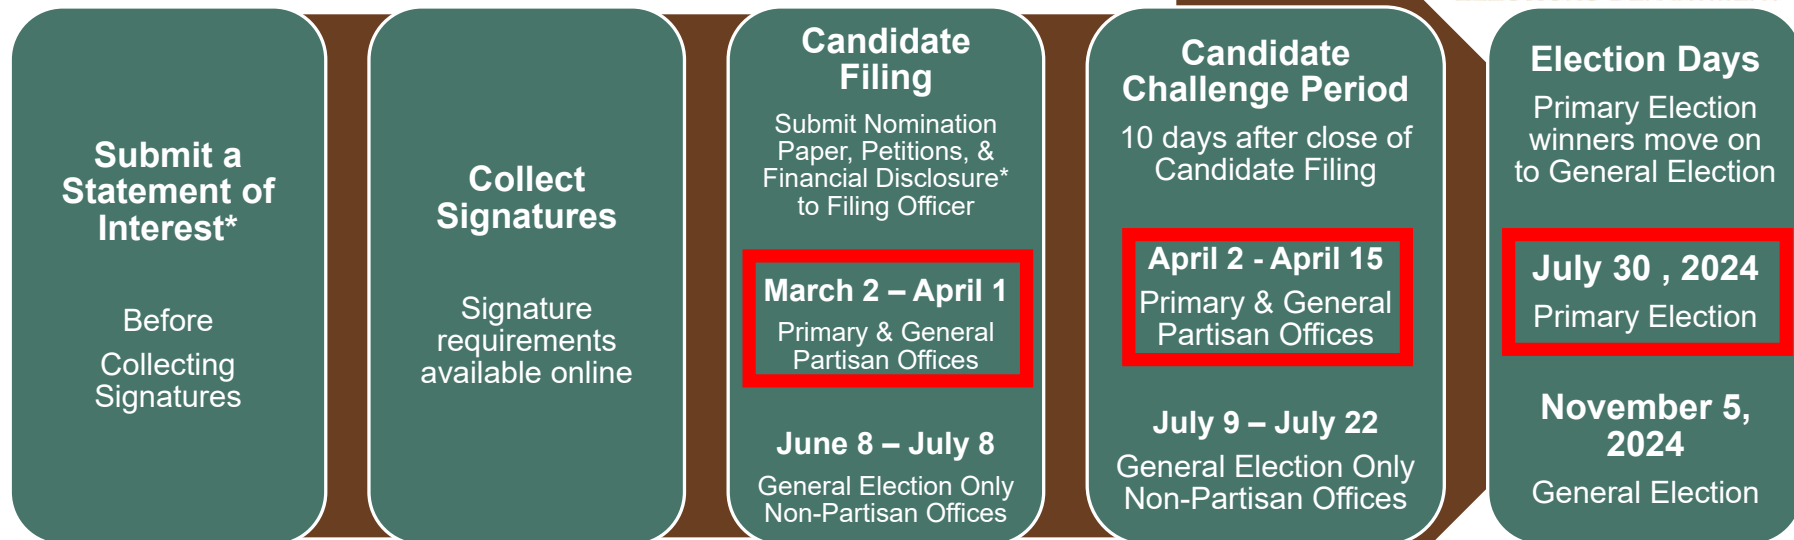 Submit a
Statement of
Interest*
Before
Collecting
Signatures
Collect
Signatures
Signature
requirements
available online
Candidate
Filing
Submit Nomination
Paper, Petitions, &
Financial Disclosure*
to Filing Officer
March 2 – April 1
Primary & General
Partisan Offices
June 8 – July 8
General Election Only
Non-Partisan Offices
Candidate
Challenge Period
10 days after close of
Candidate Filing
April 2 - April 15
Primary & General
Partisan Offices
July 9 – July 22
General Election Only
Non-Partisan Offices
Election Days
Primary Election
winners move on
to General Election
July 30 , 2024
Primary Election
November 5,
2024
General Election